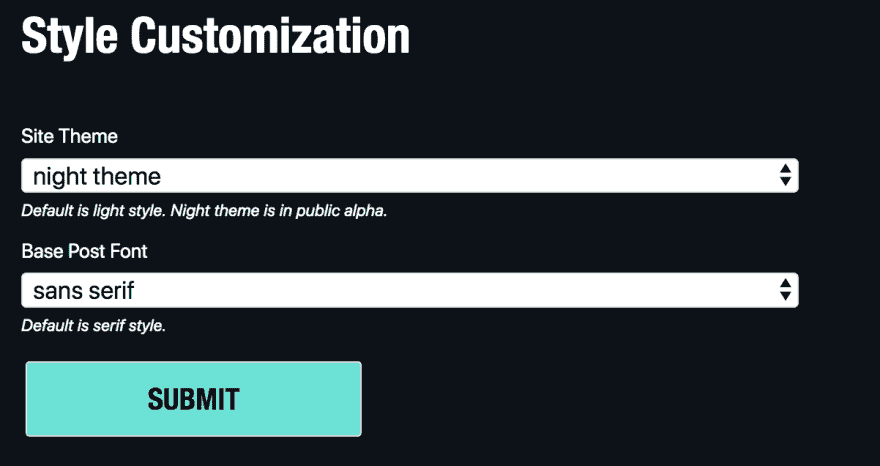 Style Customization
Site Theme
night theme
Default is light style. Night theme is in public alpha.
Base Post Font
sans serif
Default is serif style.
SUBMIT